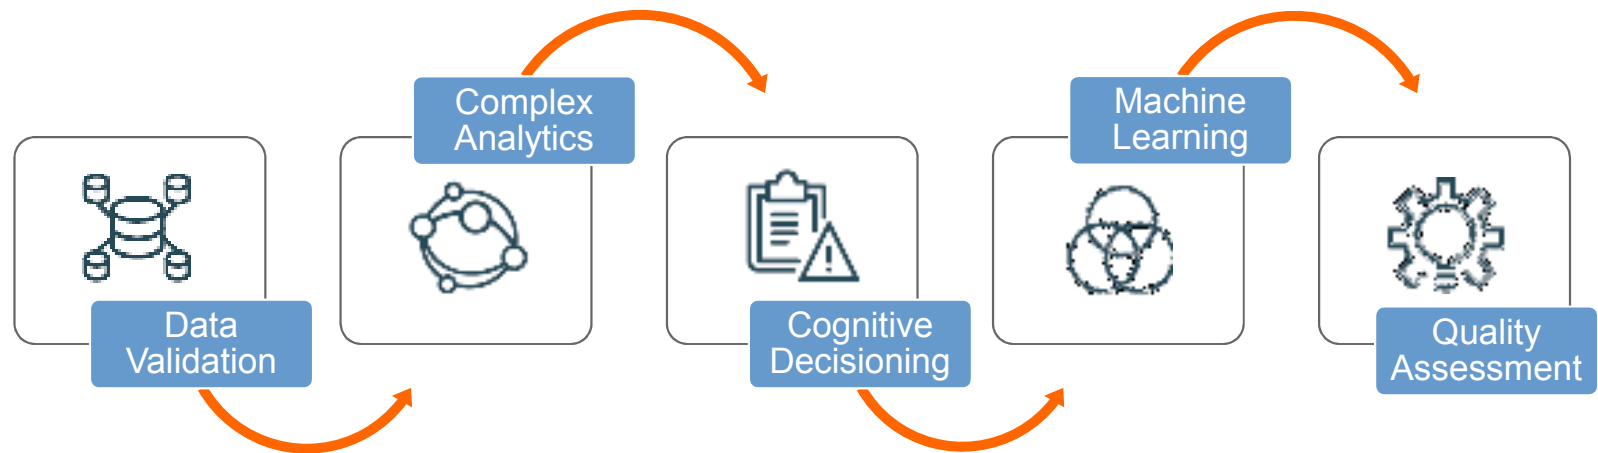 Data
Validation
Complex
Analytics
Cognitive
Decisioning
Machine
Learning
Quality
Assessment